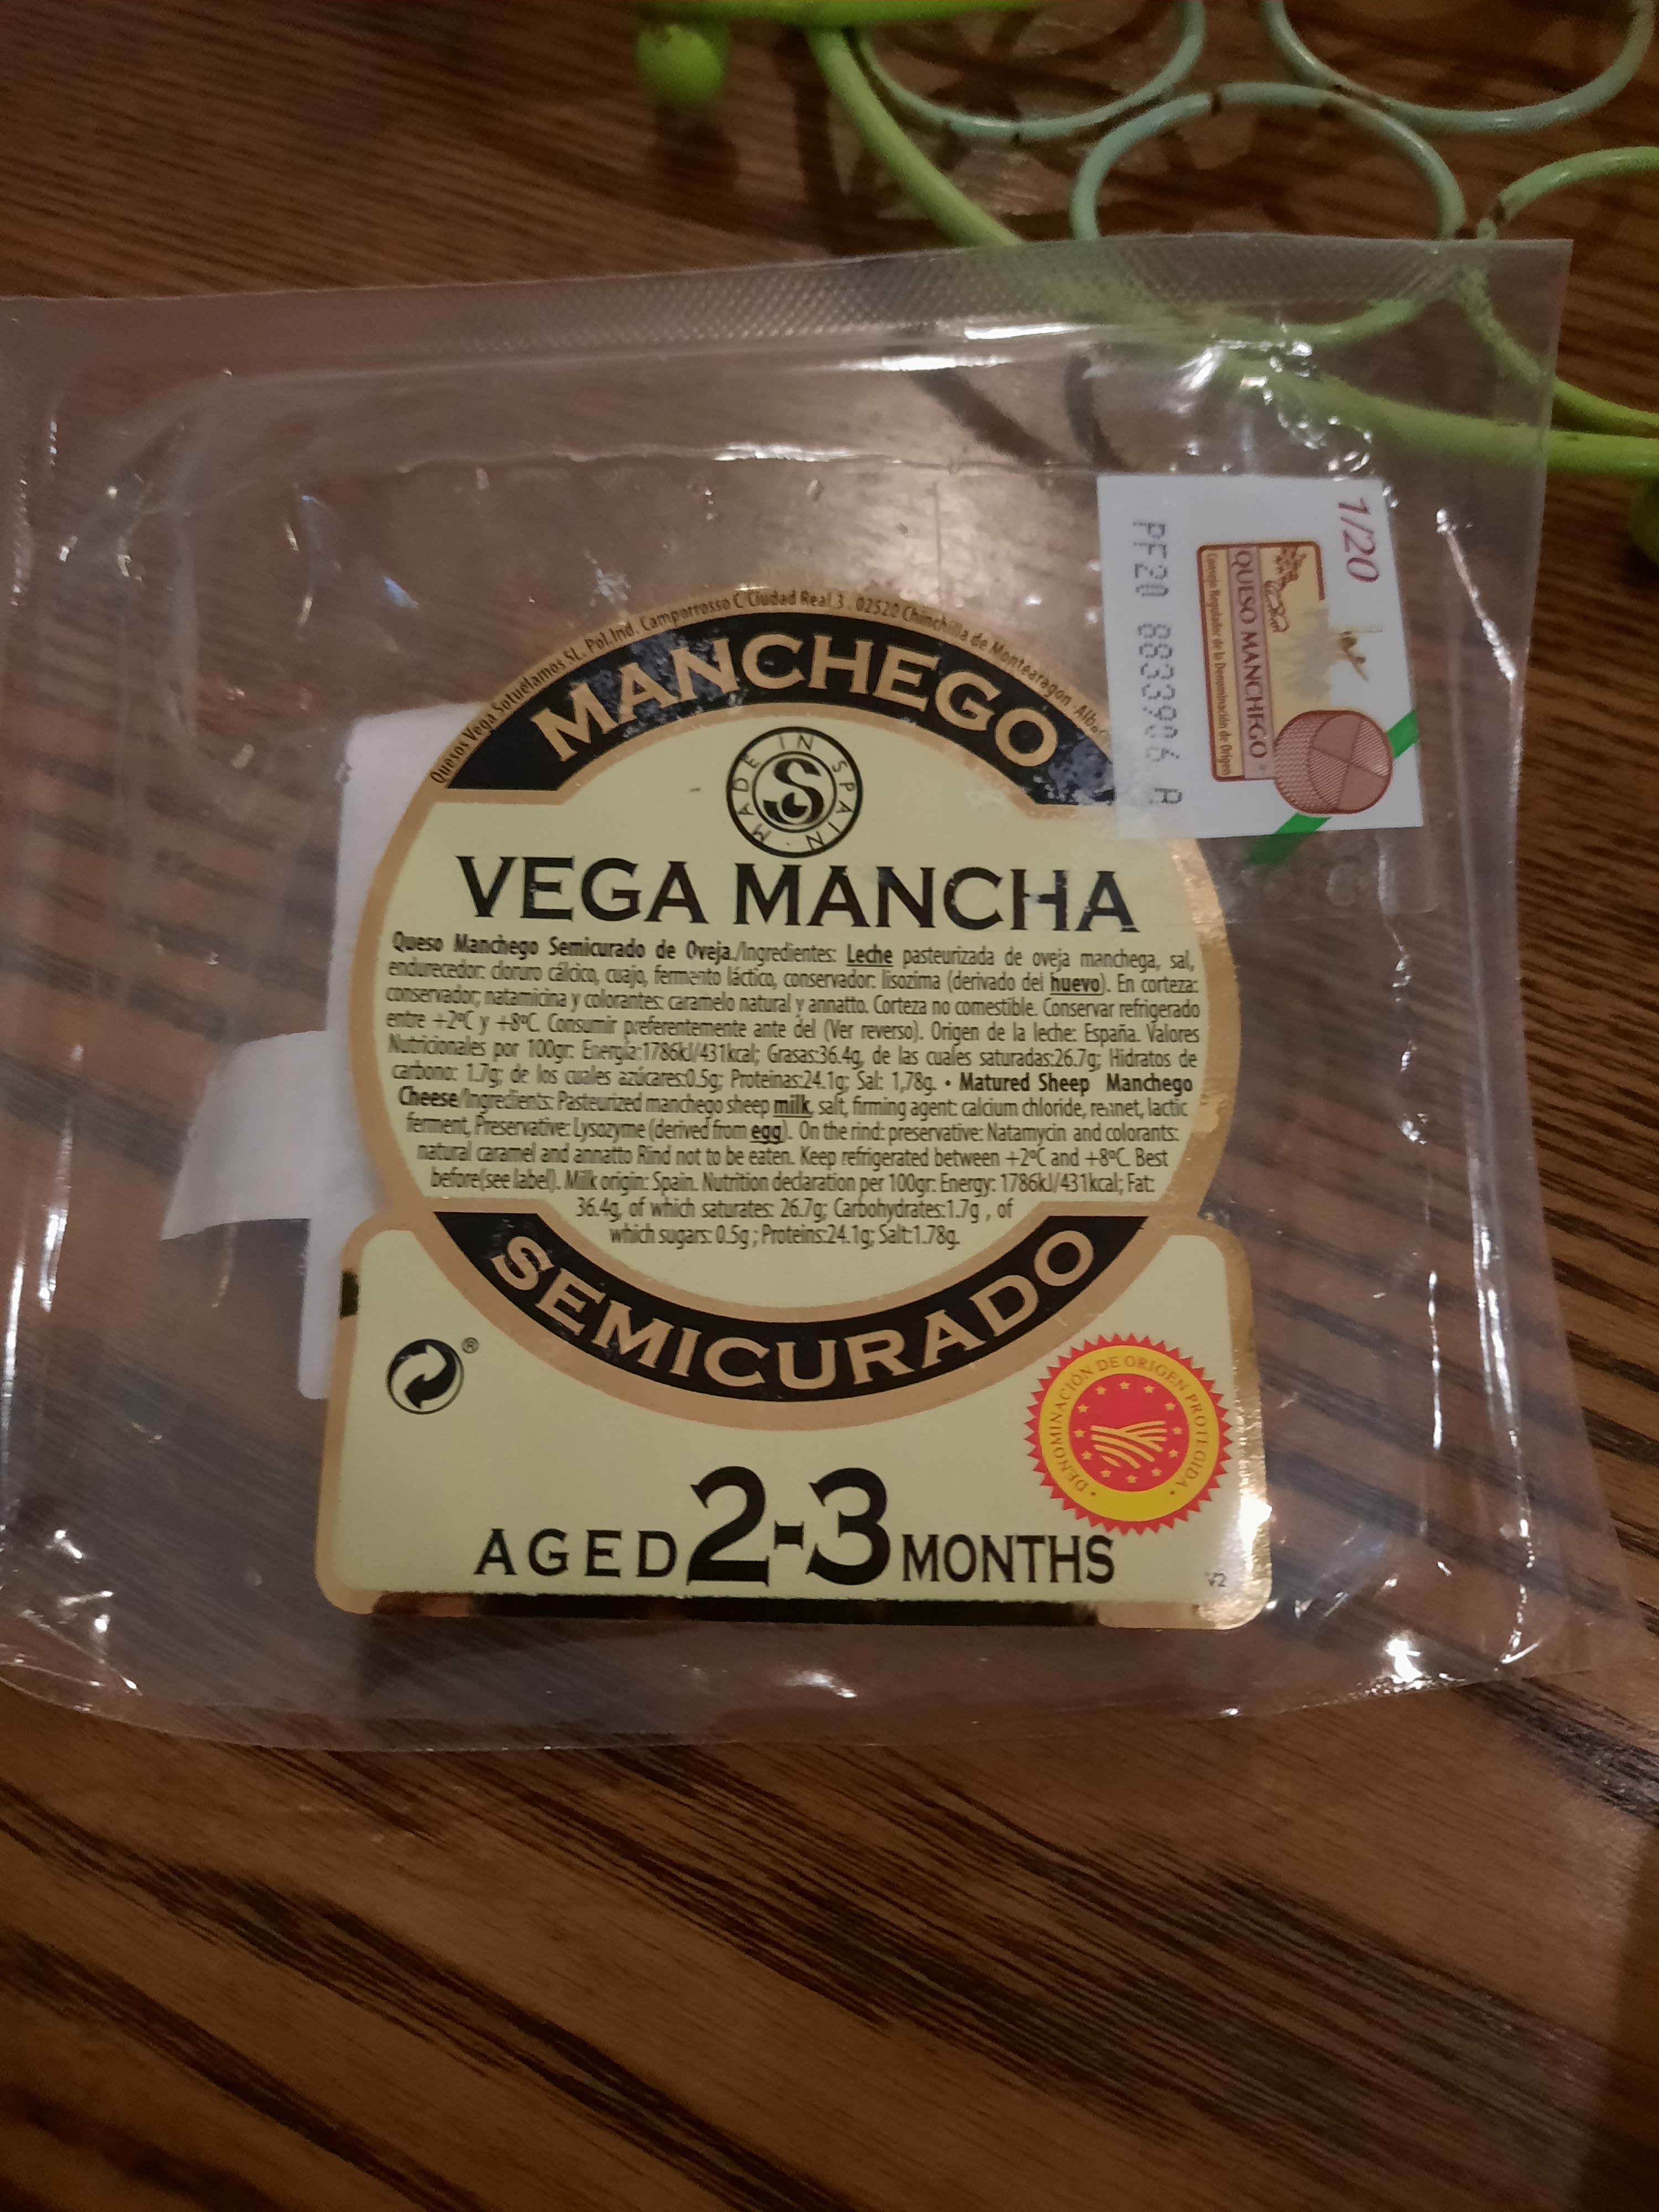 1/20
QUESO MANCHEGO
Consejo Regulador de la Denominación de Origen
PF20 8833906 A
Quesos Vega Sotuélamos SL. Pol.Ind. Camporrosso C Ciudad Real 3 . 02520 Chinchilla de Montearagon -Albc
MANCHEGO
MADE IN SPAIN
S
VEGA MANCHA
Queso Manchego Semicurado de Oveja./Ingredientes: Leche pasteurizada de oveja manchega, sal,
endurecedor: cloruro cálcico, cuajo, fermento láctico, conservador: lisozima (derivado del huevo). En corteza:
conservador, natamicina y colorantes: caramelo natural y annatto. Corteza no comestible. Conservar refrigerado
entre +2ºC y +8ºC. Consumir preferentemente ante del (Ver reverso). Origen de la leche: España. Valores
Nutricionales por 100gr: Energía:1786kJ/431kcal; Grasas:36.4g, de las cuales saturadas:26.7g; Hidratos de
carbono: 1.7g; de los cuales azúcares:0.5g; Proteinas:24.1g; Sal: 1,78g. • Matured Sheep Manchego
Cheese/Ingredients: Pasteurized manchego sheep milk, salt, firming agent: calcium chloride, rennet, lactic
ferment, Preservative: Lysozyme (derived from egg). On the rind: preservative: Natamycin and colorants:
natural caramel and annatto Rind not to be eaten. Keep refrigerated between +2ºC and +8ºC. Best
before(see label). Milk origin: Spain. Nutrition declaration per 100gr: Energy: 1786kJ/431kcal; Fat:
36.4g, of which saturates: 26.7g; Carbohydrates:1.7g , of
which sugars: 0.5g ; Proteins:24.1g; Salt:1.78g.
SEMICURADO
®
DENOMINACIÓN DE ORIGEN PROTEGIDA
AGED 2-3 MONTHS
V2